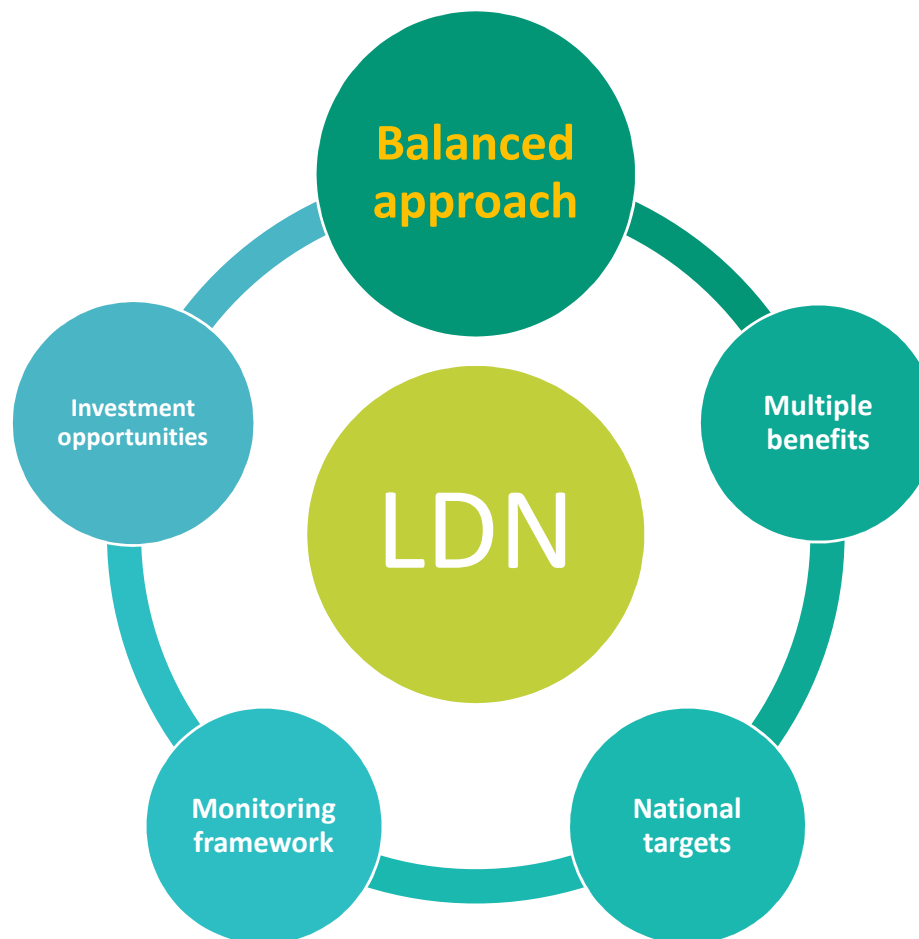 Balanced
approach
Investment
opportunities
Multiple
benefits
LDN
Monitoring
framework
National
targets